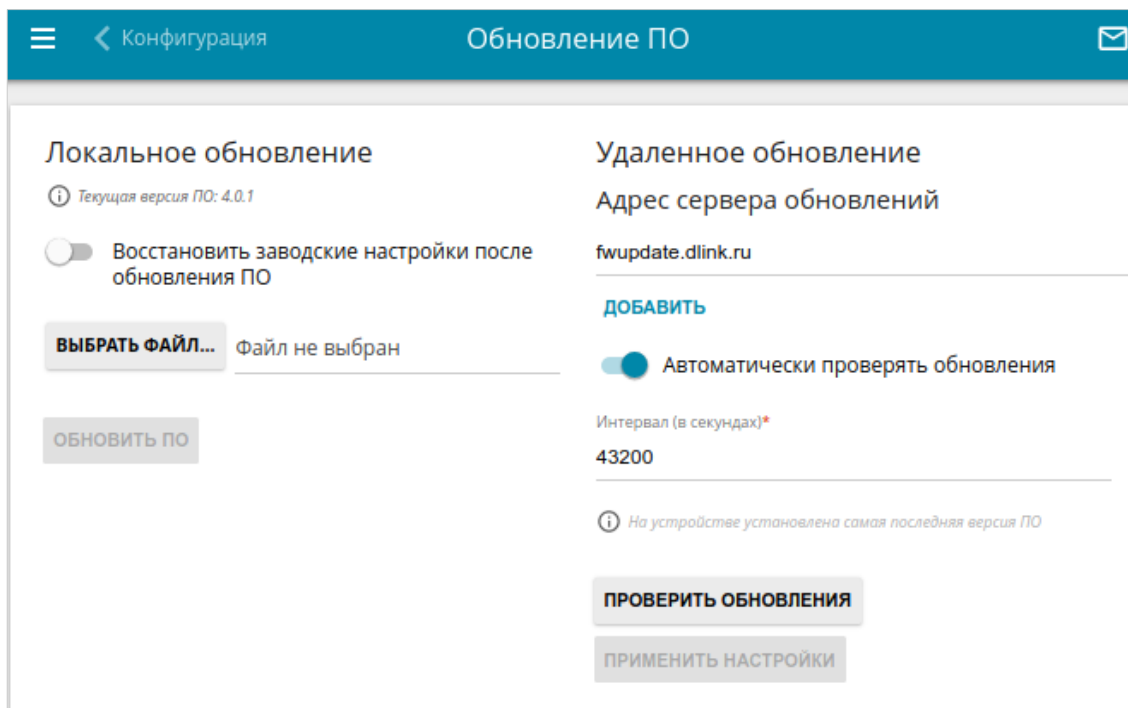 Конфигурация
Обновление ПО
Локальное обновление
Текущая версия ПО: 4.0.1
Восстановить заводские настройки после
обновления ПО
ВЫБРАТЬ ФАЙЛ...
Файл не выбран
ОБНОВИТЬ ПО
Удаленное обновление
Адрес сервера обновлений
fwupdate.dlink.ru
ДОБАВИТЬ
Автоматически проверять обновления
Интервал (в секундах)*
43200
На устройстве установлена самая последняя версия ПО
ПРОВЕРИТЬ ОБНОВЛЕНИЯ
ПРИМЕНИТЬ НАСТРОЙКИ